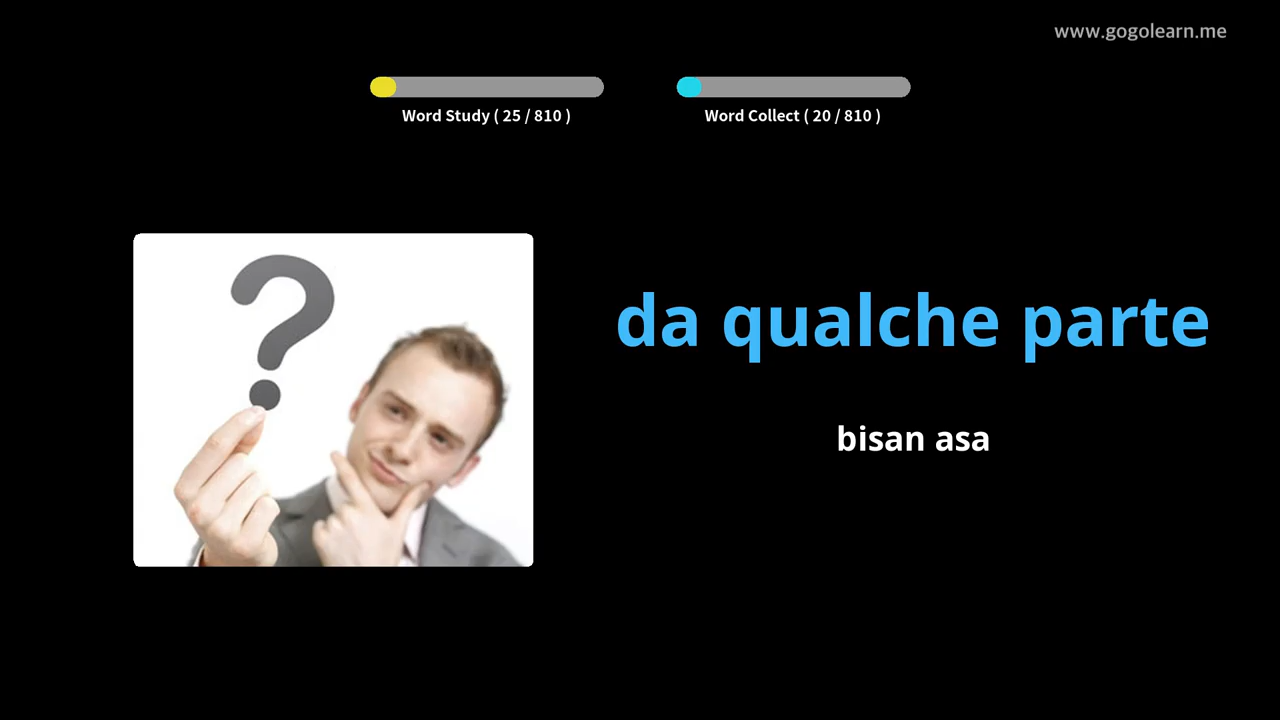 www.gogolearn.me
Word Study ( 25 / 810 )
Word Collect ( 20 / 810 )
da qualche parte
bisan asa